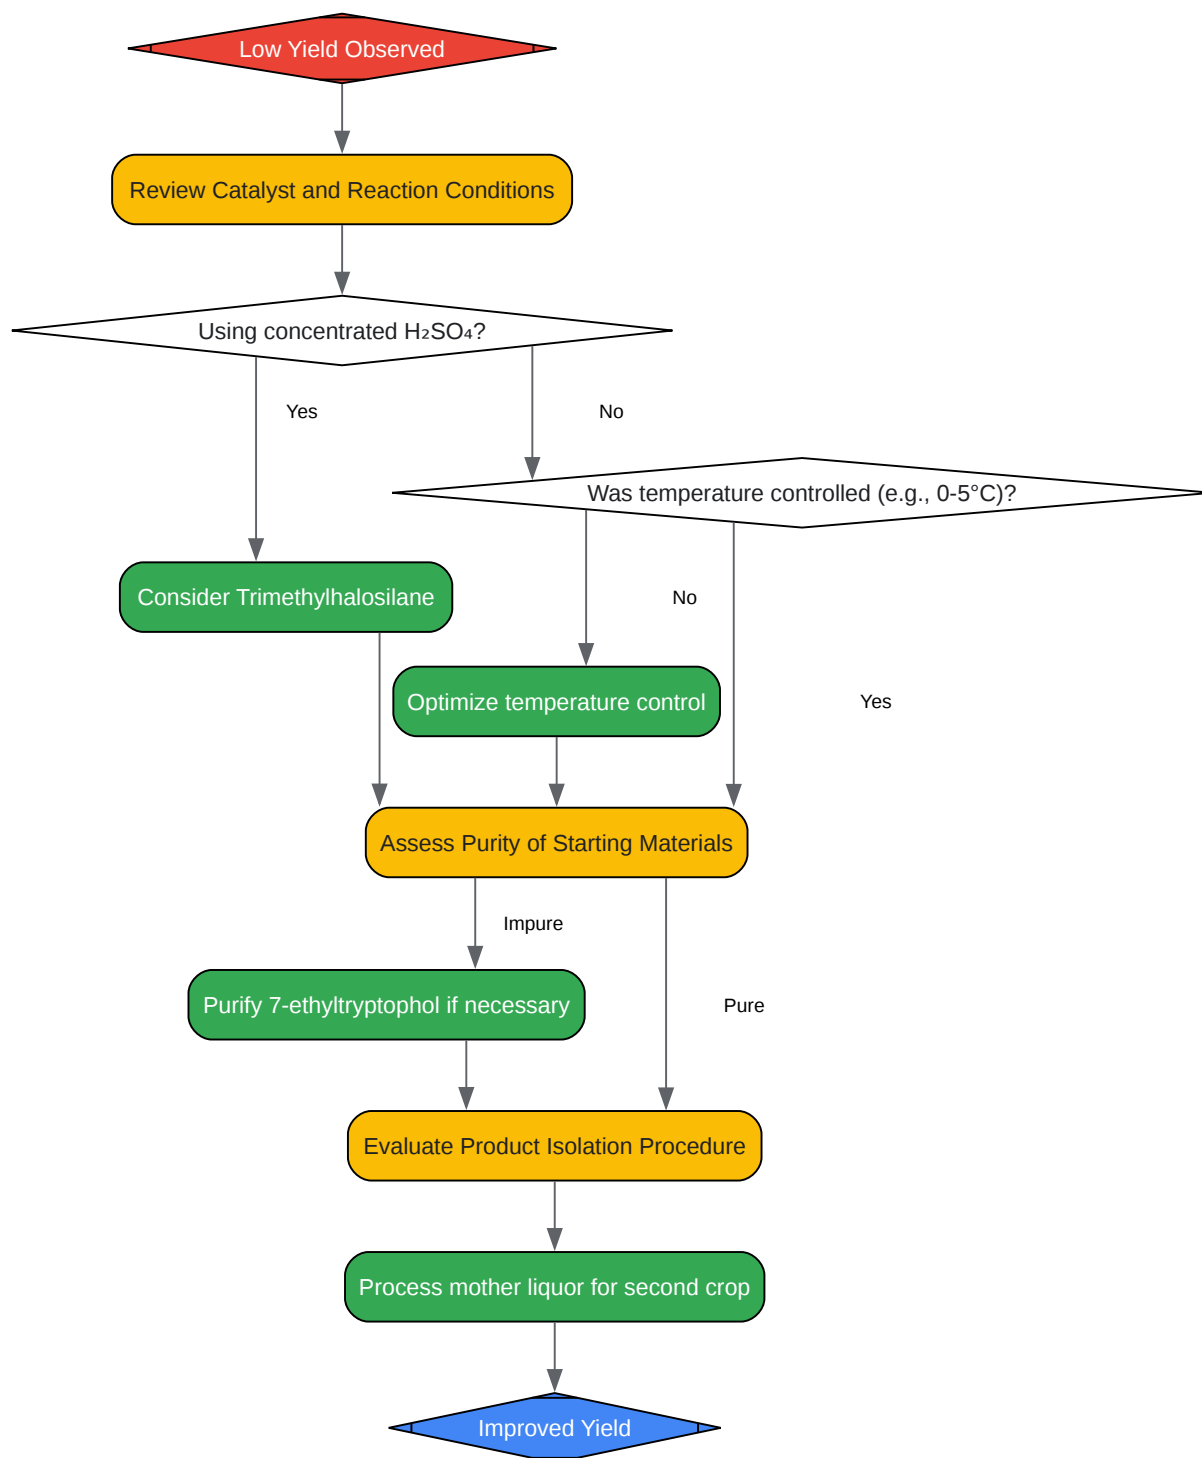 Low Yield Observed
Review Catalyst and Reaction Conditions
Using concentrated H₂SO₄?
Yes
No
Was temperature controlled (e.g., 0-5°C)?
Consider Trimethylhalosilane
No
Optimize temperature control
Yes
Assess Purity of Starting Materials
Impure
Purify 7-ethyltryptophol if necessary
Pure
Evaluate Product Isolation Procedure
Process mother liquor for second crop
Improved Yield